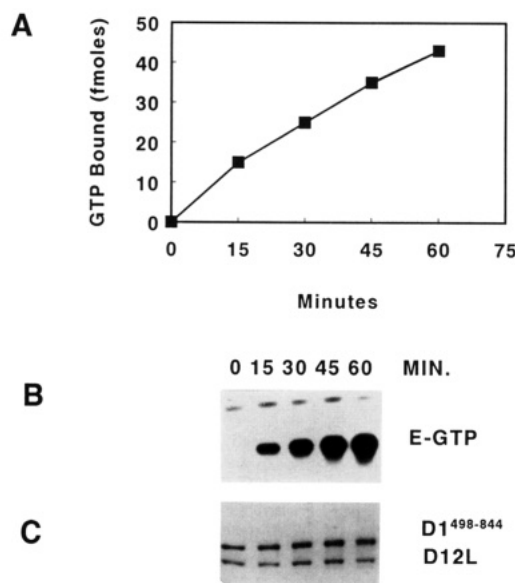 A
GTP Bound (fmoles)
50
40
30
20
10
0
0 15 30 45 60 75
Minutes
0 15 30 45 60 MIN.
B
E-GTP
C
D1⁴⁹⁸⁻⁸⁴⁴
D12L